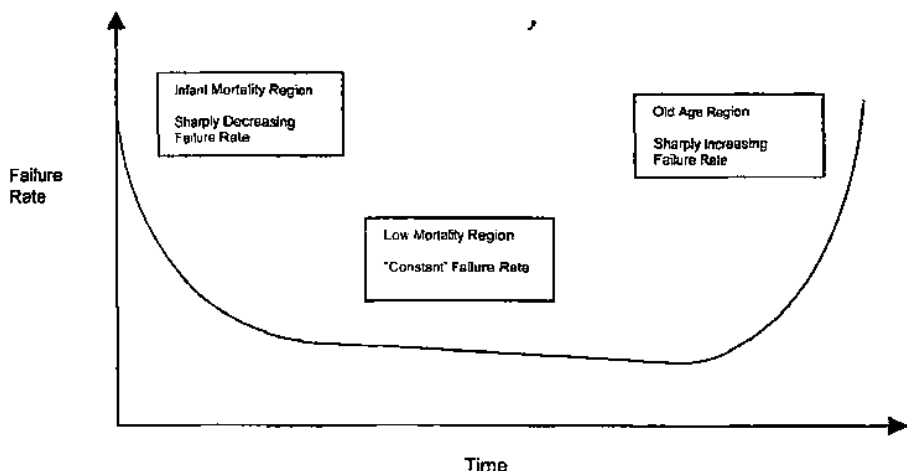 Infant Mortality Region
Sharply Decreasing
Failure Rate
Old Age Region
Sharply Increasing
Failure Rate
Failure
Rate
Low Mortality Region
"Constant" Failure Rate
Time